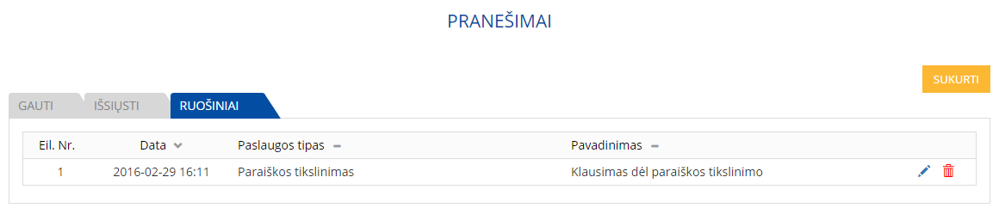 PRANEŠIMAI
SUKURTI
GAUTI IŠSIŲSTI RUOŠINIAI
Eil. Nr. Data Paslaugos tipas Pavadinimas
1 2016-02-29 16:11 Paraiškos tikslinimas Klausimas dėl paraiškos tikslinimo